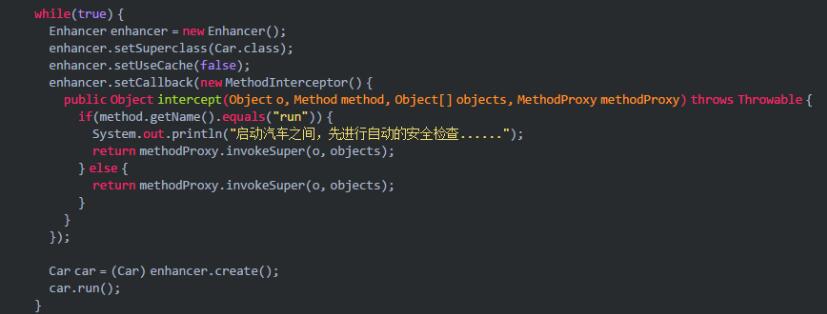 while(true) {
Enhancer enhancer = new Enhancer();
enhancer.setSuperclass(Car.class);
enhancer.setUseCache(false);
enhancer.setCallback(new MethodInterceptor() {
public Object intercept(Object o, Method method, Object[] objects, MethodProxy methodProxy) throws Throwable {
if(method.getName().equals("run")) {
System.out.println("启动汽车之间，先进行自动的安全检查......");
return methodProxy.invokeSuper(o, objects);
} else {
return methodProxy.invokeSuper(o, objects);
}
}
});
Car car = (Car) enhancer.create();
car.run();
}